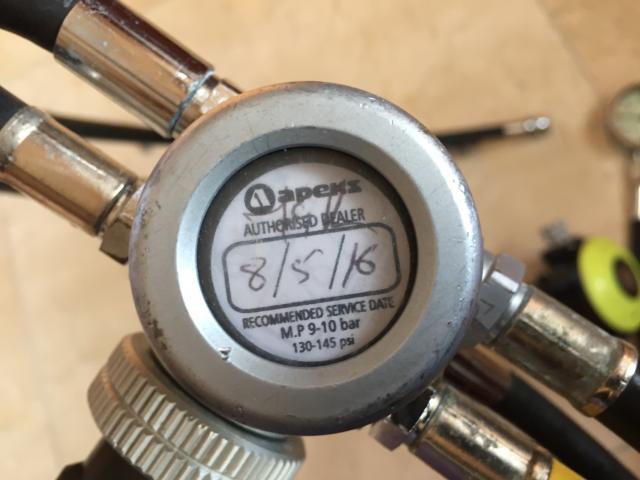 apeks
AUTHORISED DEALER
8/5/16
RECOMMENDED SERVICE DATE
M.P 9-10 bar
130-145 psi